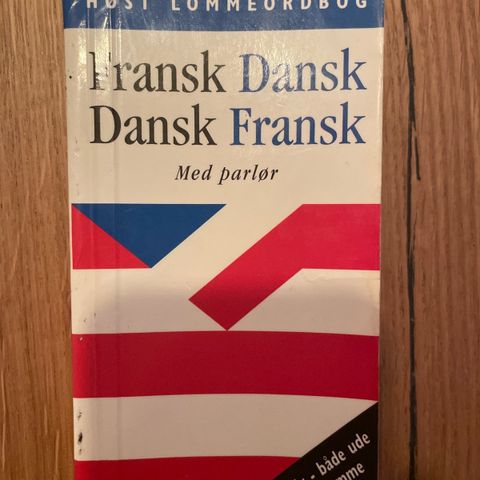 HØST LOMMEORDBOG
Fransk Dansk
Dansk Fransk
Med parlør
- både ude